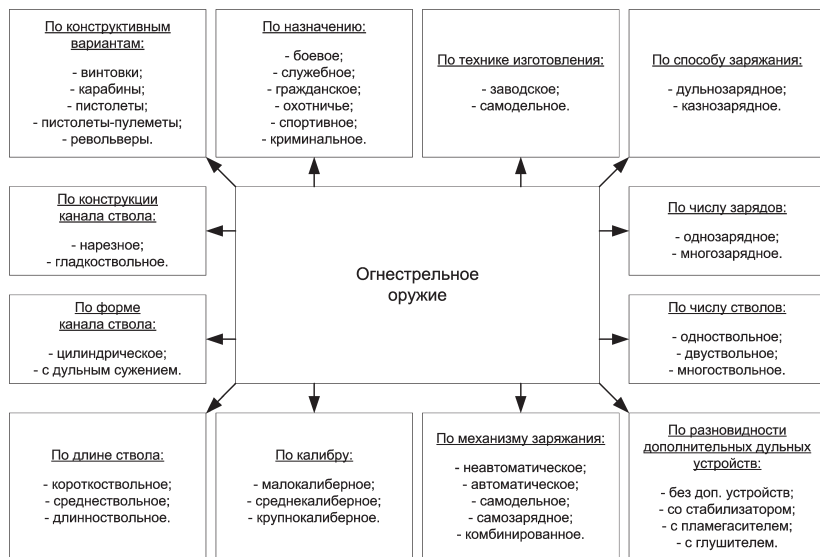 По конструктивным
вариантам:
- винтовки;
- карабины;
- пистолеты;
- пистолеты-пулеметы;
- револьверы.
По назначению:
- боевое;
- служебное;
- гражданское;
- охотничье;
- спортивное;
- криминальное.
По технике изготовления:
- заводское;
- самодельное.
По способу заряжания:
- дульнозарядное;
- казнозарядное.
По конструкции
канала ствола:
- нарезное;
- гладкоствольное.
По числу зарядов:
- однозарядное;
- многозарядное.
Огнестрельное
оружие
По форме
канала ствола:
- цилиндрическое;
- с дульным сужением.
По числу стволов:
- одноствольное;
- двуствольное;
- многоствольное.
По длине ствола:
- короткоствольное;
- среднествольное;
- длинноствольное.
По калибру:
- малокалиберное;
- среднекалиберное;
- крупнокалиберное.
По механизму заряжания:
- неавтоматическое;
- автоматическое;
- самодельное;
- самозарядное;
- комбинированное.
По разновидности
дополнительных дульных
устройств:
- без доп. устройств;
- со стабилизатором;
- с пламегасителем;
- с глушителем.